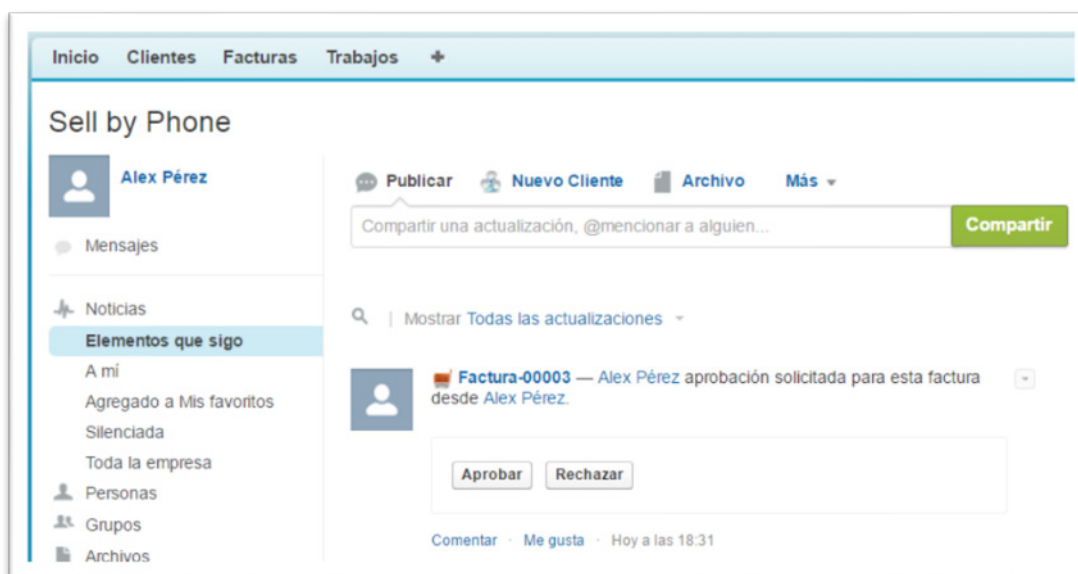 Inicio Clientes Facturas Trabajos +
Sell by Phone
Alex Pérez
Mensajes
Noticias
Elementos que sigo
A mí
Agregado a Mis favoritos
Silenciada
Toda la empresa
Personas
Grupos
Archivos
Publicar Nuevo Cliente Archivo Más
Compartir una actualización, @mencionar a alguien... Compartir
| Mostrar Todas las actualizaciones
Factura-00003 — Alex Pérez aprobación solicitada para esta factura
desde Alex Pérez.
Aprobar Rechazar
Comentar · Me gusta · Hoy a las 18:31